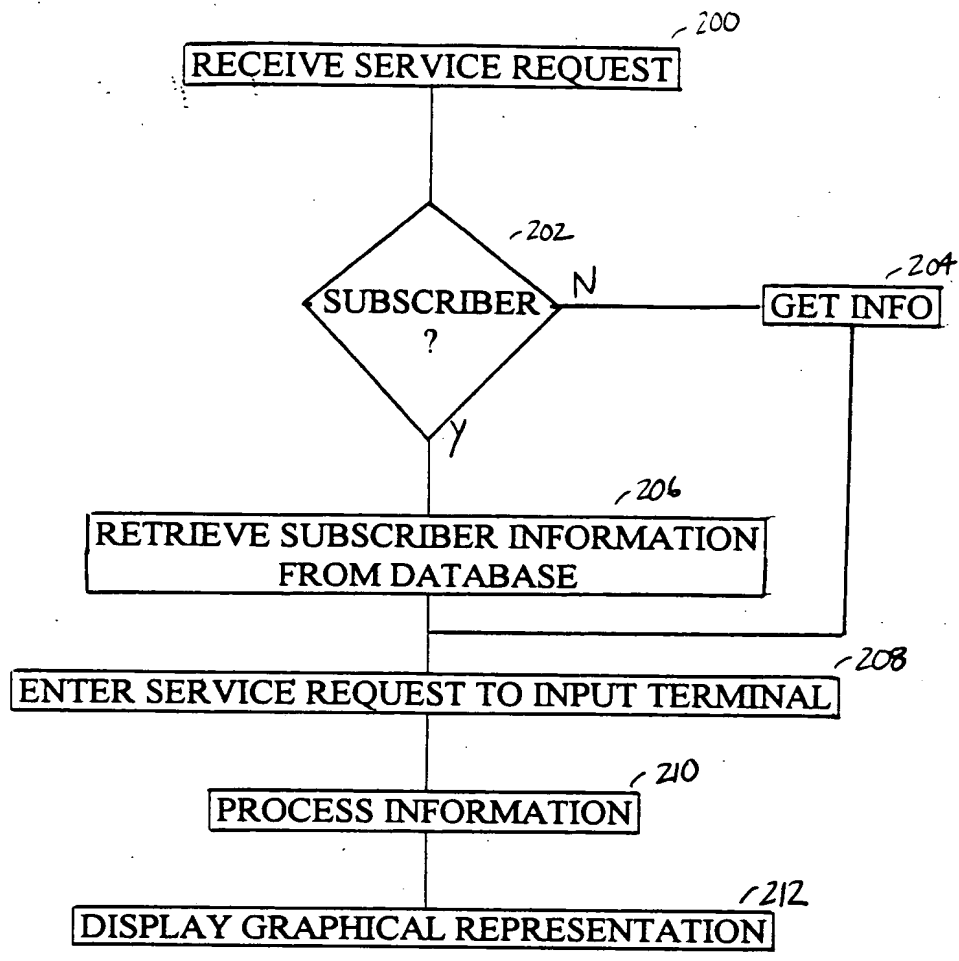 200
RECEIVE SERVICE REQUEST
202
SUBSCRIBER
?
N
204
GET INFO
Y
206
RETRIEVE SUBSCRIBER INFORMATION
FROM DATABASE
208
ENTER SERVICE REQUEST TO INPUT TERMINAL
210
PROCESS INFORMATION
212
DISPLAY GRAPHICAL REPRESENTATION